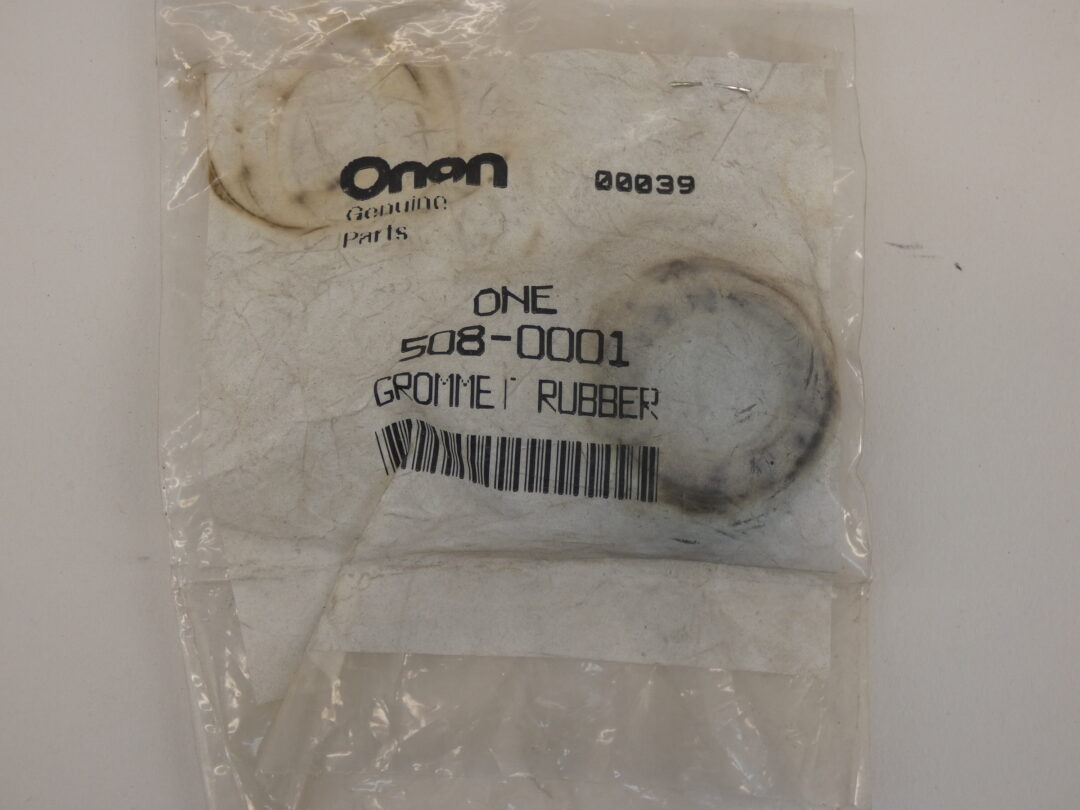 Onan
Genuine
Parts
00039
ONE
508-0001
GROMMET RUBBER